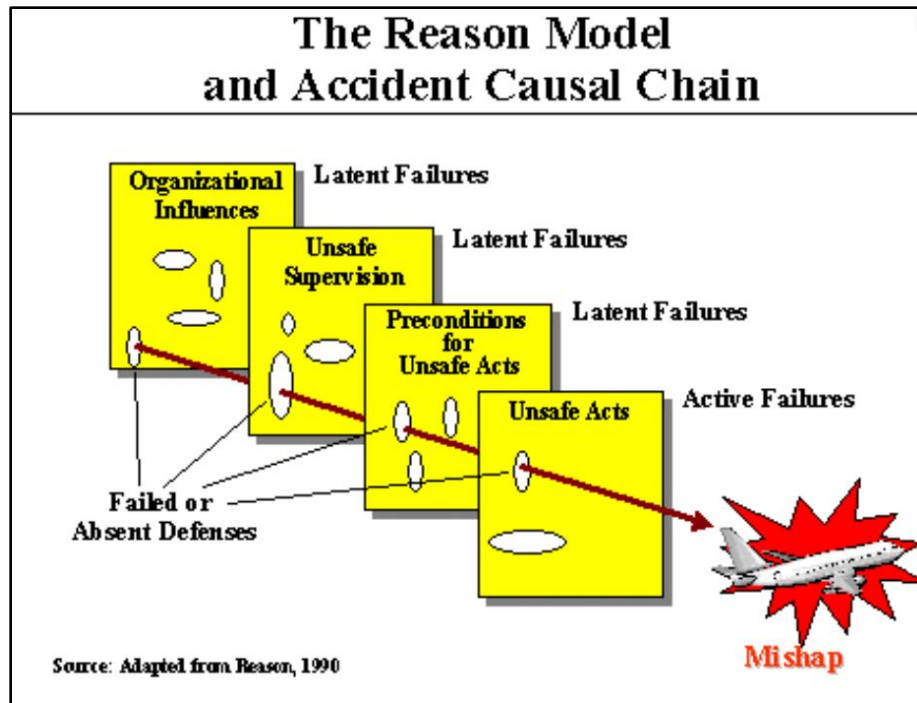 The Reason Model
and Accident Causal Chain
Organizational
Influences
Latent Failures
Unsafe
Supervision
Latent Failures
Preconditions
for
Unsafe Acts
Latent Failures
Unsafe Acts
Active Failures
Failed or
Absent Defenses
Mishap
Source: Adapted from Reason, 1990